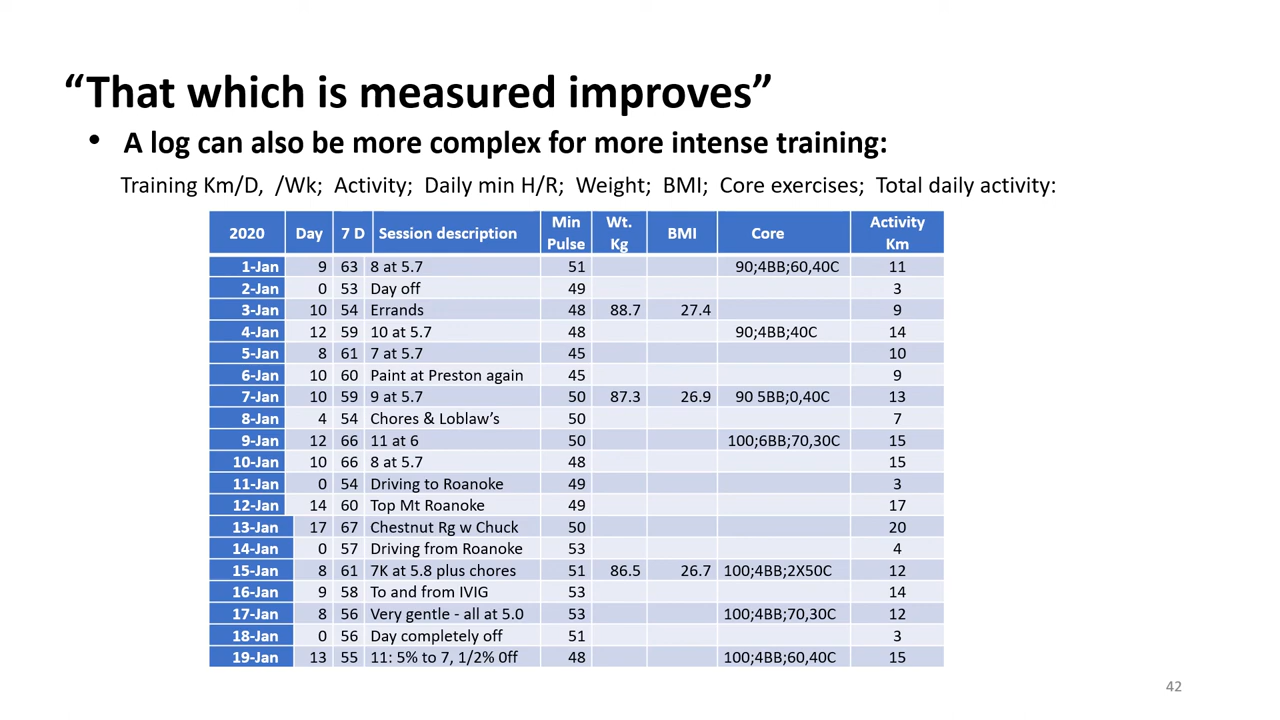 “That which is measured improves”
• A log can also be more complex for more intense training:
Training Km/D, /Wk; Activity; Daily min H/R; Weight; BMI; Core exercises; Total daily activity:
2020 Day 7 D Session description Min Pulse Wt. Kg BMI Core Activity Km
1-Jan 9 63 8 at 5.7 51 90;4BB;60,40C 11
2-Jan 0 53 Day off 49 3
3-Jan 10 54 Errands 48 88.7 27.4 9
4-Jan 12 59 10 at 5.7 48 90;4BB;40C 14
5-Jan 8 61 7 at 5.7 45 10
6-Jan 10 60 Paint at Preston again 45 9
7-Jan 10 59 9 at 5.7 50 87.3 26.9 90 5BB;0,40C 13
8-Jan 4 54 Chores & Loblaw’s 50 7
9-Jan 12 66 11 at 6 50 100;6BB;70,30C 15
10-Jan 10 66 8 at 5.7 48 15
11-Jan 0 54 Driving to Roanoke 49 3
12-Jan 14 60 Top Mt Roanoke 49 17
13-Jan 17 67 Chestnut Rg w Chuck 50 20
14-Jan 0 57 Driving from Roanoke 53 4
15-Jan 8 61 7K at 5.8 plus chores 51 86.5 26.7 100;4BB;2X50C 12
16-Jan 9 58 To and from IVIG 53 14
17-Jan 8 56 Very gentle - all at 5.0 53 100;4BB;70,30C 12
18-Jan 0 56 Day completely off 51 3
19-Jan 13 55 11: 5% to 7, 1/2% 0ff 48 100;4BB;60,40C 15
42